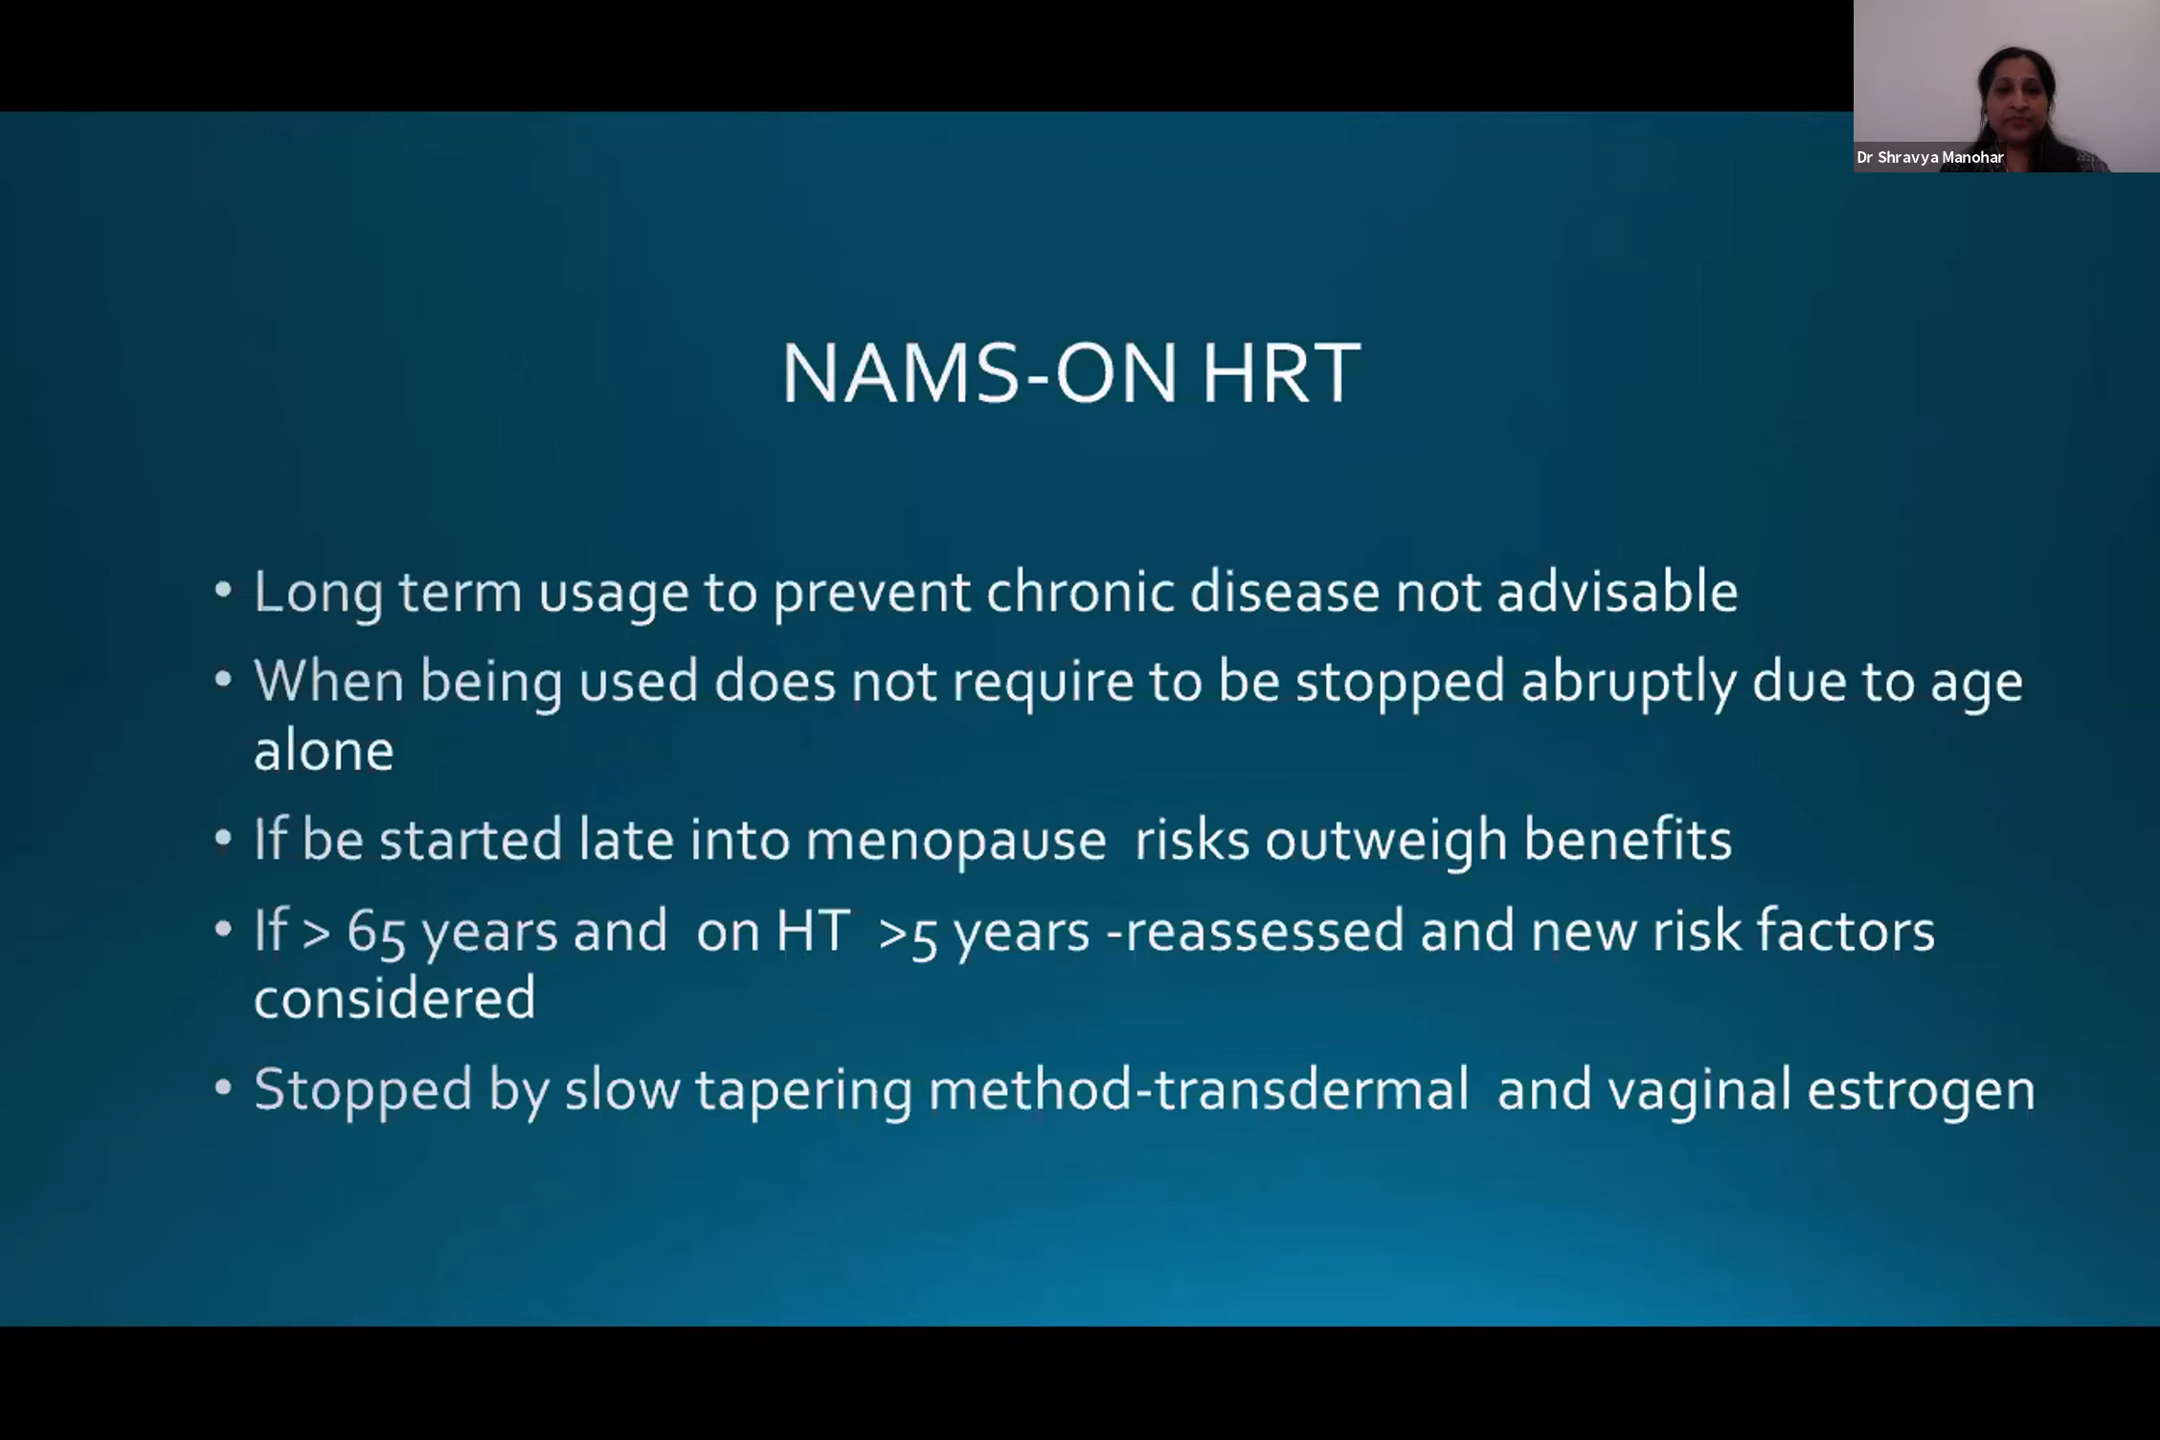 Dr Shravya Manohar
NAMS-ON HRT
• Long term usage to prevent chronic disease not advisable
• When being used does not require to be stopped abruptly due to age
alone
• If be started late into menopause risks outweigh benefits
• If > 65 years and on HT >5 years -reassessed and new risk factors
considered
• Stopped by slow tapering method-transdermal and vaginal estrogen